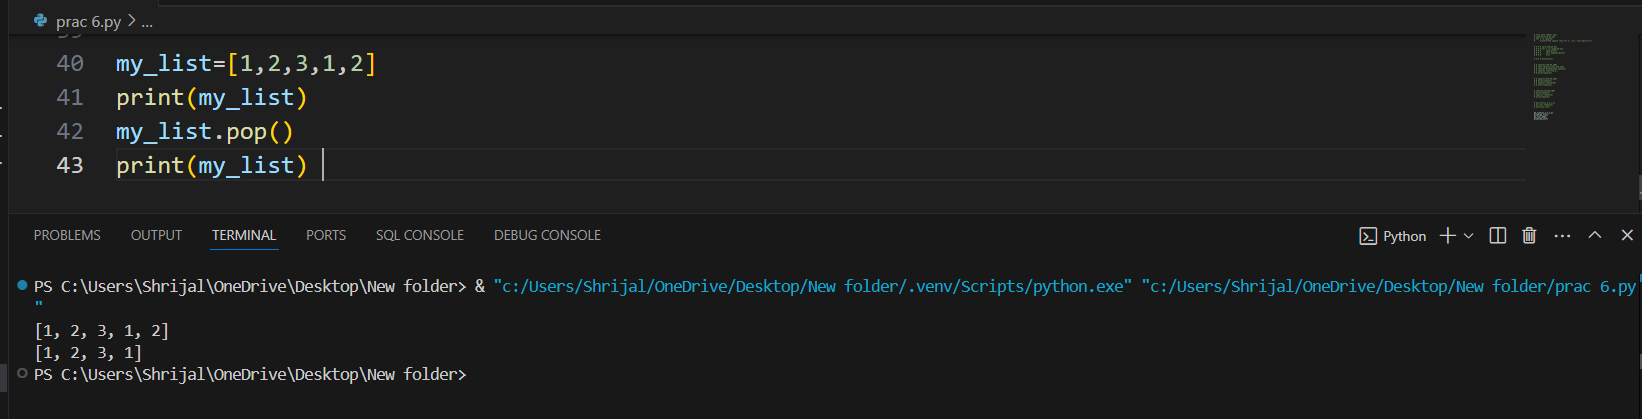 prac 6.py > ...
40 my_list=[1,2,3,1,2]
41 print(my_list)
42 my_list.pop()
43 print(my_list)
PROBLEMS OUTPUT TERMINAL PORTS SQL CONSOLE DEBUG CONSOLE Python
PS C:\Users\Shrijal\OneDrive\Desktop\New folder> & "c:/Users/Shrijal/OneDrive/Desktop/New folder/.venv/Scripts/python.exe" "c:/Users/Shrijal/OneDrive/Desktop/New folder/prac 6.py
"
[1, 2, 3, 1, 2]
[1, 2, 3, 1]
PS C:\Users\Shrijal\OneDrive\Desktop\New folder>